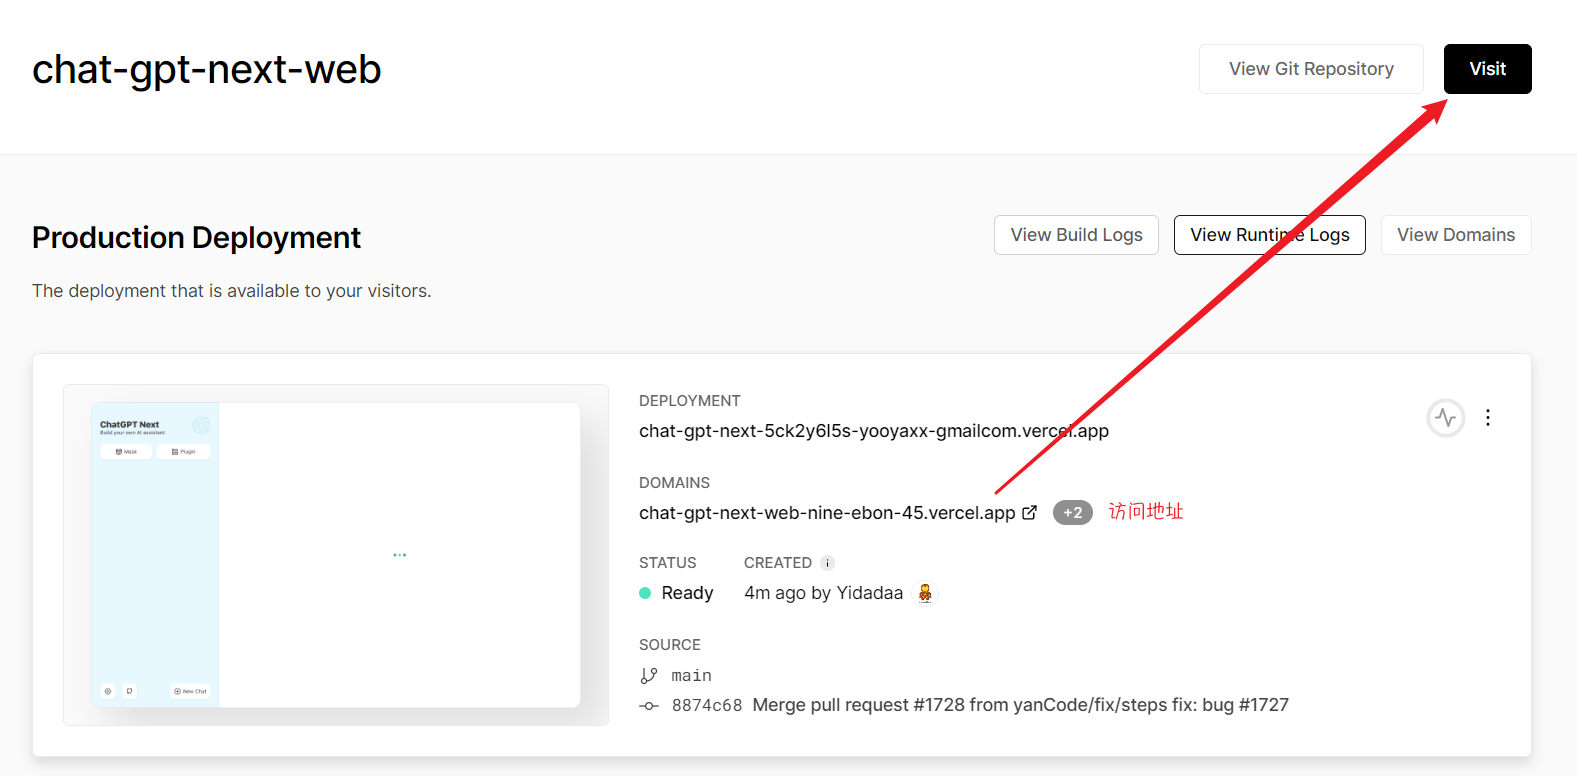 chat-gpt-next-web
View Git Repository
Visit
Production Deployment
View Build Logs
View Runtime Logs
View Domains
The deployment that is available to your visitors.
ChatGPT Next
Build your own AI assistant.
Mask
Plugin
New Chat
DEPLOYMENT
chat-gpt-next-5ck2y6l5s-yooyaxx-gmailcom.vercel.app
DOMAINS
chat-gpt-next-web-nine-ebon-45.vercel.app +2 访问地址
STATUS
CREATED
Ready
4m ago by Yidadaa
SOURCE
main
8874c68 Merge pull request #1728 from yanCode/fix/steps fix: bug #1727